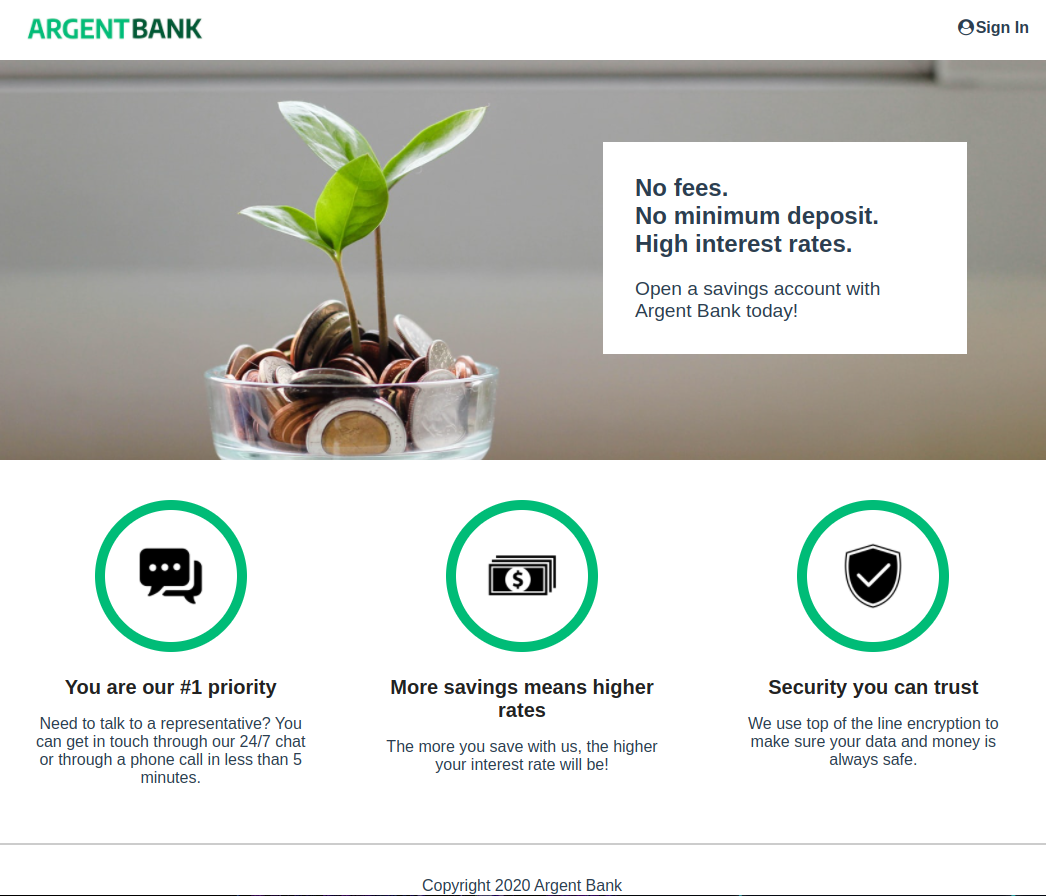 ARGENTBANK
Sign In
No fees.
No minimum deposit.
High interest rates.
Open a savings account with
Argent Bank today!
You are our #1 priority
Need to talk to a representative? You
can get in touch through our 24/7 chat
or through a phone call in less than 5
minutes.
More savings means higher
rates
The more you save with us, the higher
your interest rate will be!
Security you can trust
We use top of the line encryption to
make sure your data and money is
always safe.
Copyright 2020 Argent Bank